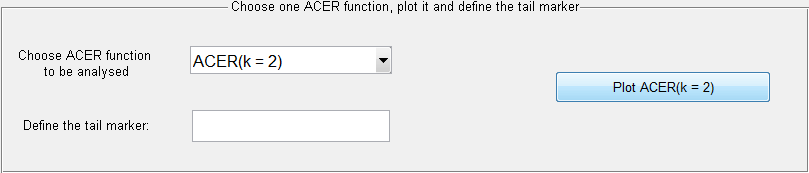 Choose one ACER function, plot it and define the tail marker
Choose ACER function
to be analysed
ACER(k = 2)
Plot ACER(k = 2)
Define the tail marker: